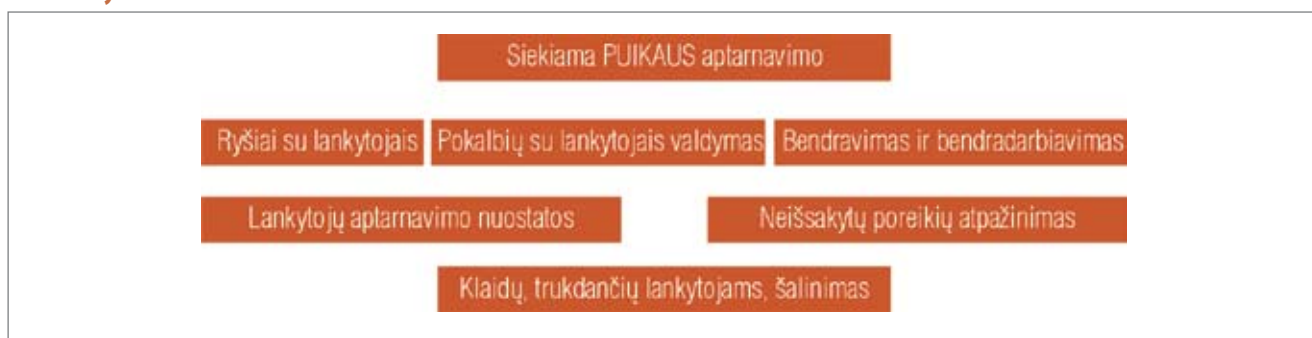 Siekiama PUIKAUS aptarnavimo
Ryšiai su lankytojais
Pokalbių su lankytojais valdymas
Bendravimas ir bendradarbiavimas
Lankytojų aptarnavimo nuostatos
Neišsakytų poreikių atpažinimas
Klaidų, trukdančių lankytojams, šalinimas